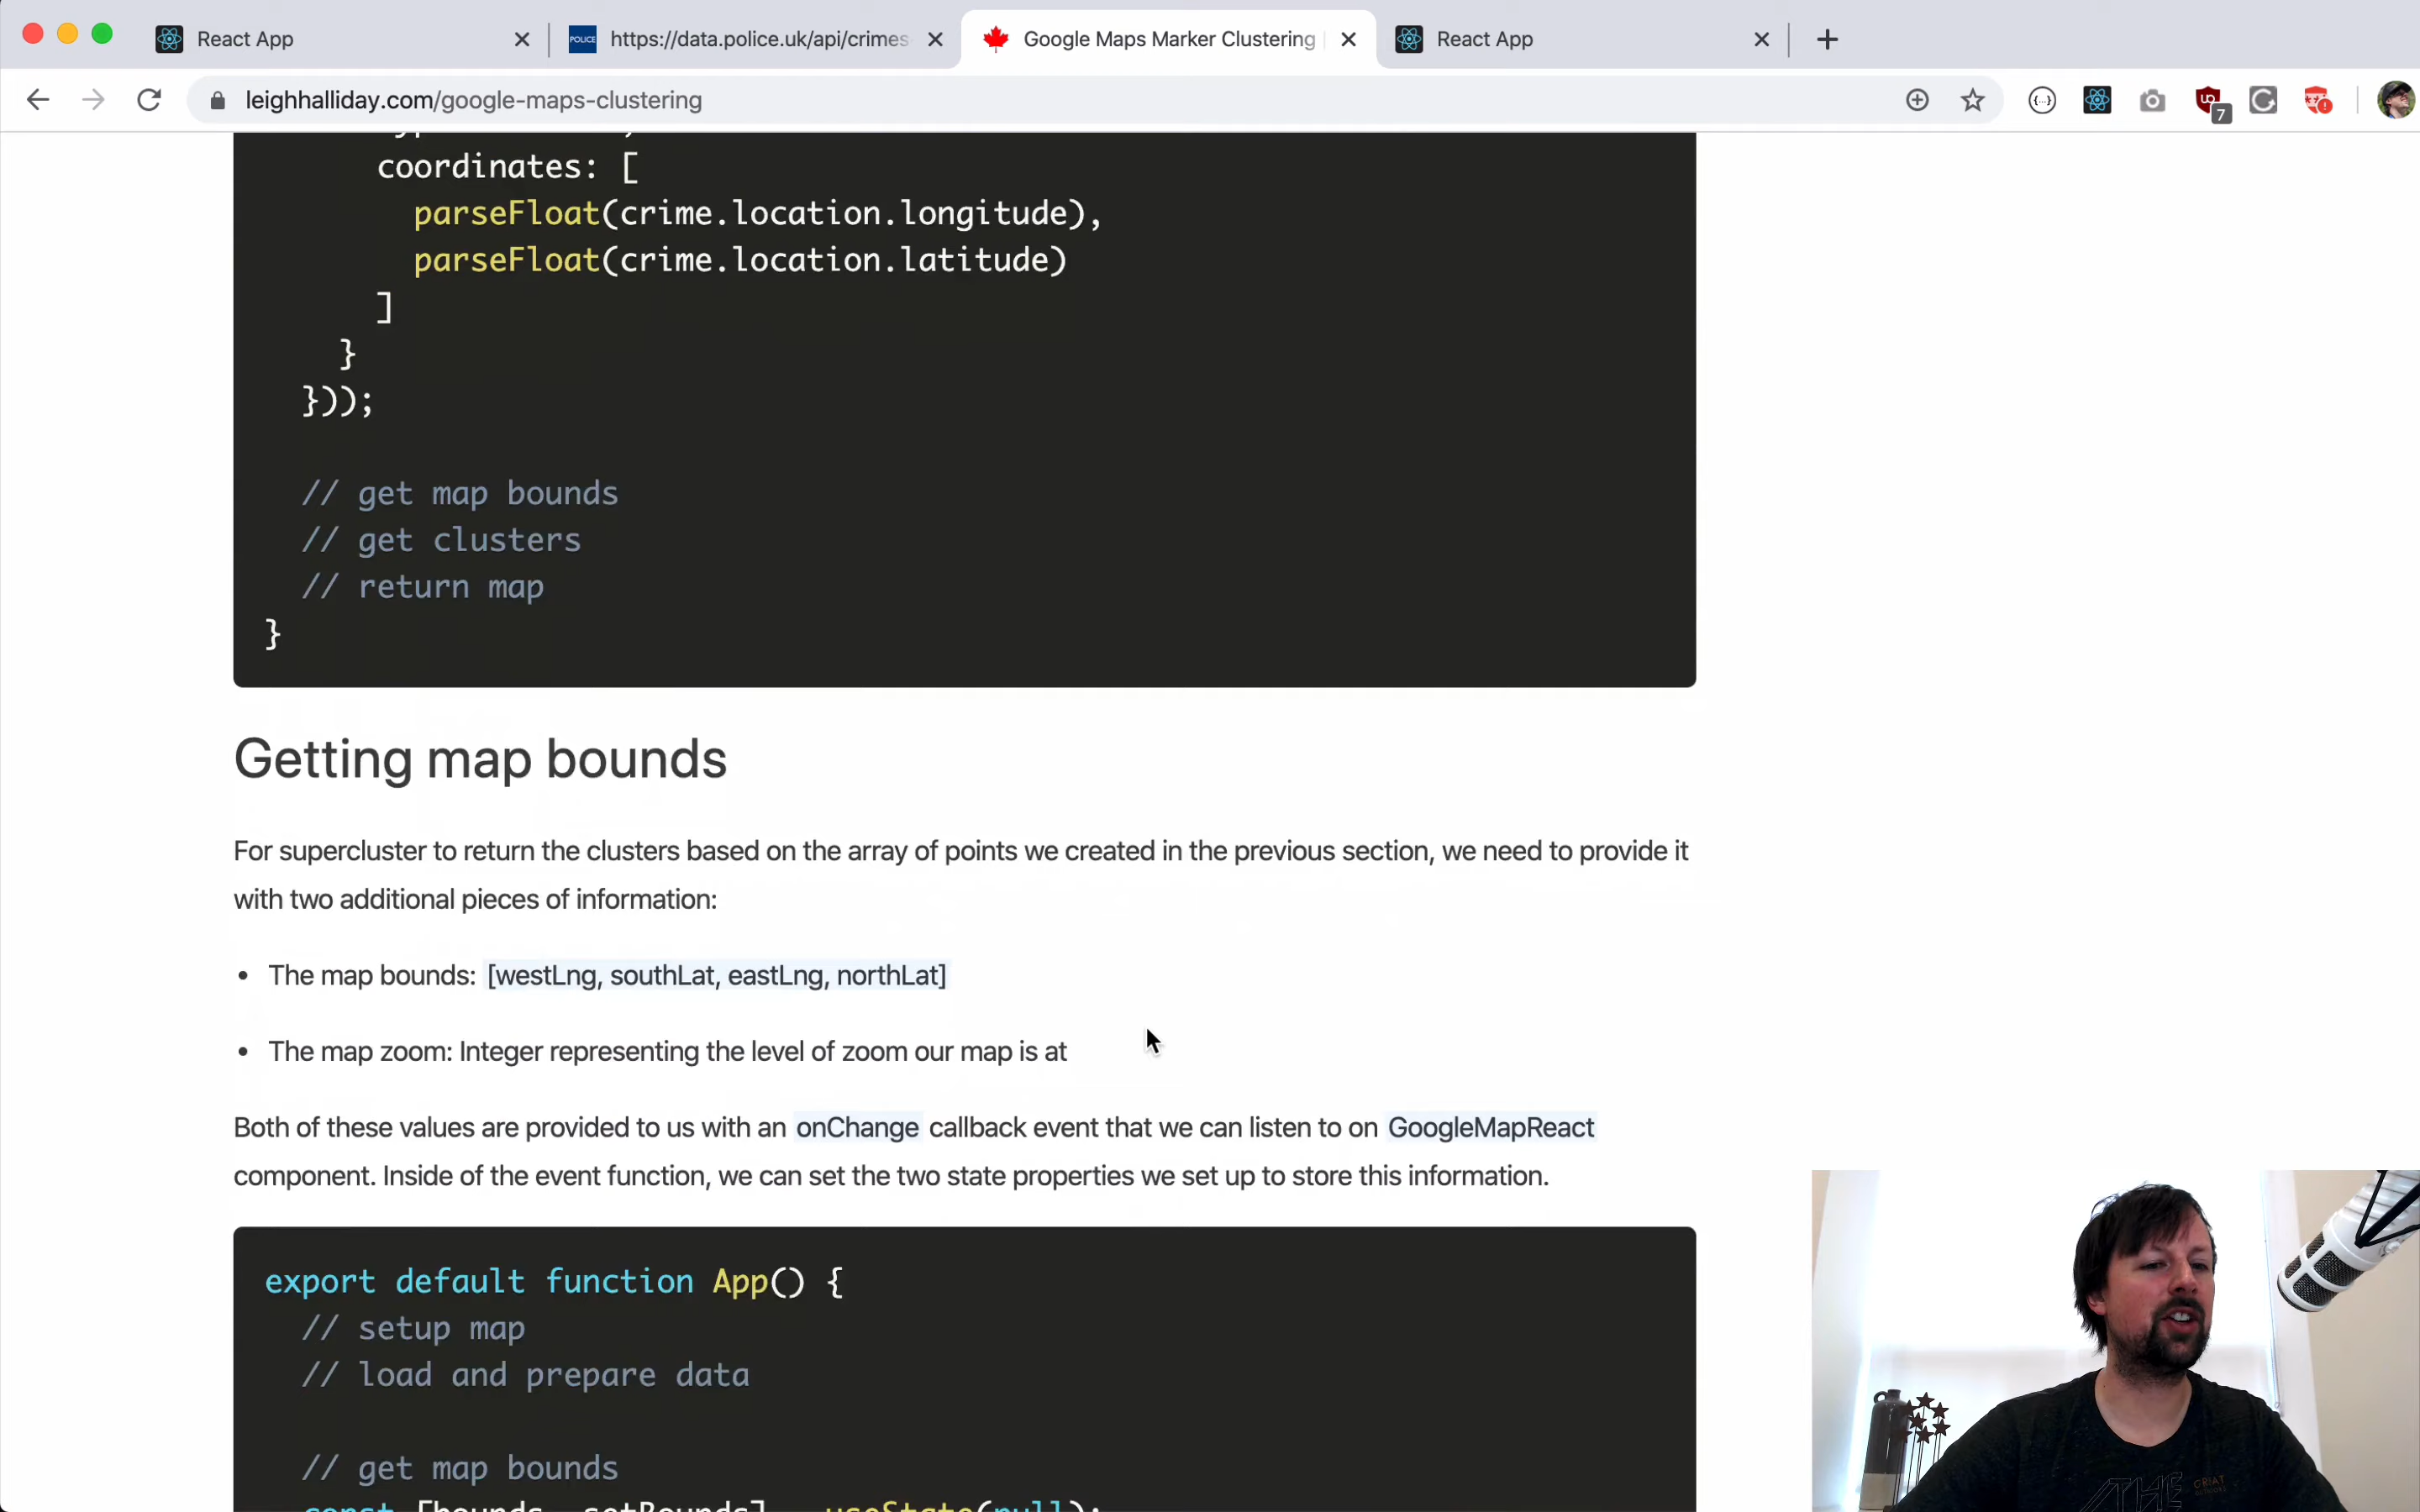 React App
POLICE
https://data.police.uk/api/crimes
Google Maps Marker Clustering
React App
leighhalliday.com/google-maps-clustering
7
coordinates: [
parseFloat(crime.location.longitude),
parseFloat(crime.location.latitude)
]
}
}));
// get map bounds
// get clusters
// return map
}
Getting map bounds
For supercluster to return the clusters based on the array of points we created in the previous section, we need to provide it
with two additional pieces of information:
• The map bounds: [westLng, southLat, eastLng, northLat]
• The map zoom: Integer representing the level of zoom our map is at
Both of these values are provided to us with an onChange callback event that we can listen to on GoogleMapReact
component. Inside of the event function, we can set the two state properties we set up to store this information.
export default function App() {
// setup map
// load and prepare data
// get map bounds
const [bounds, setBounds] = useState(null);